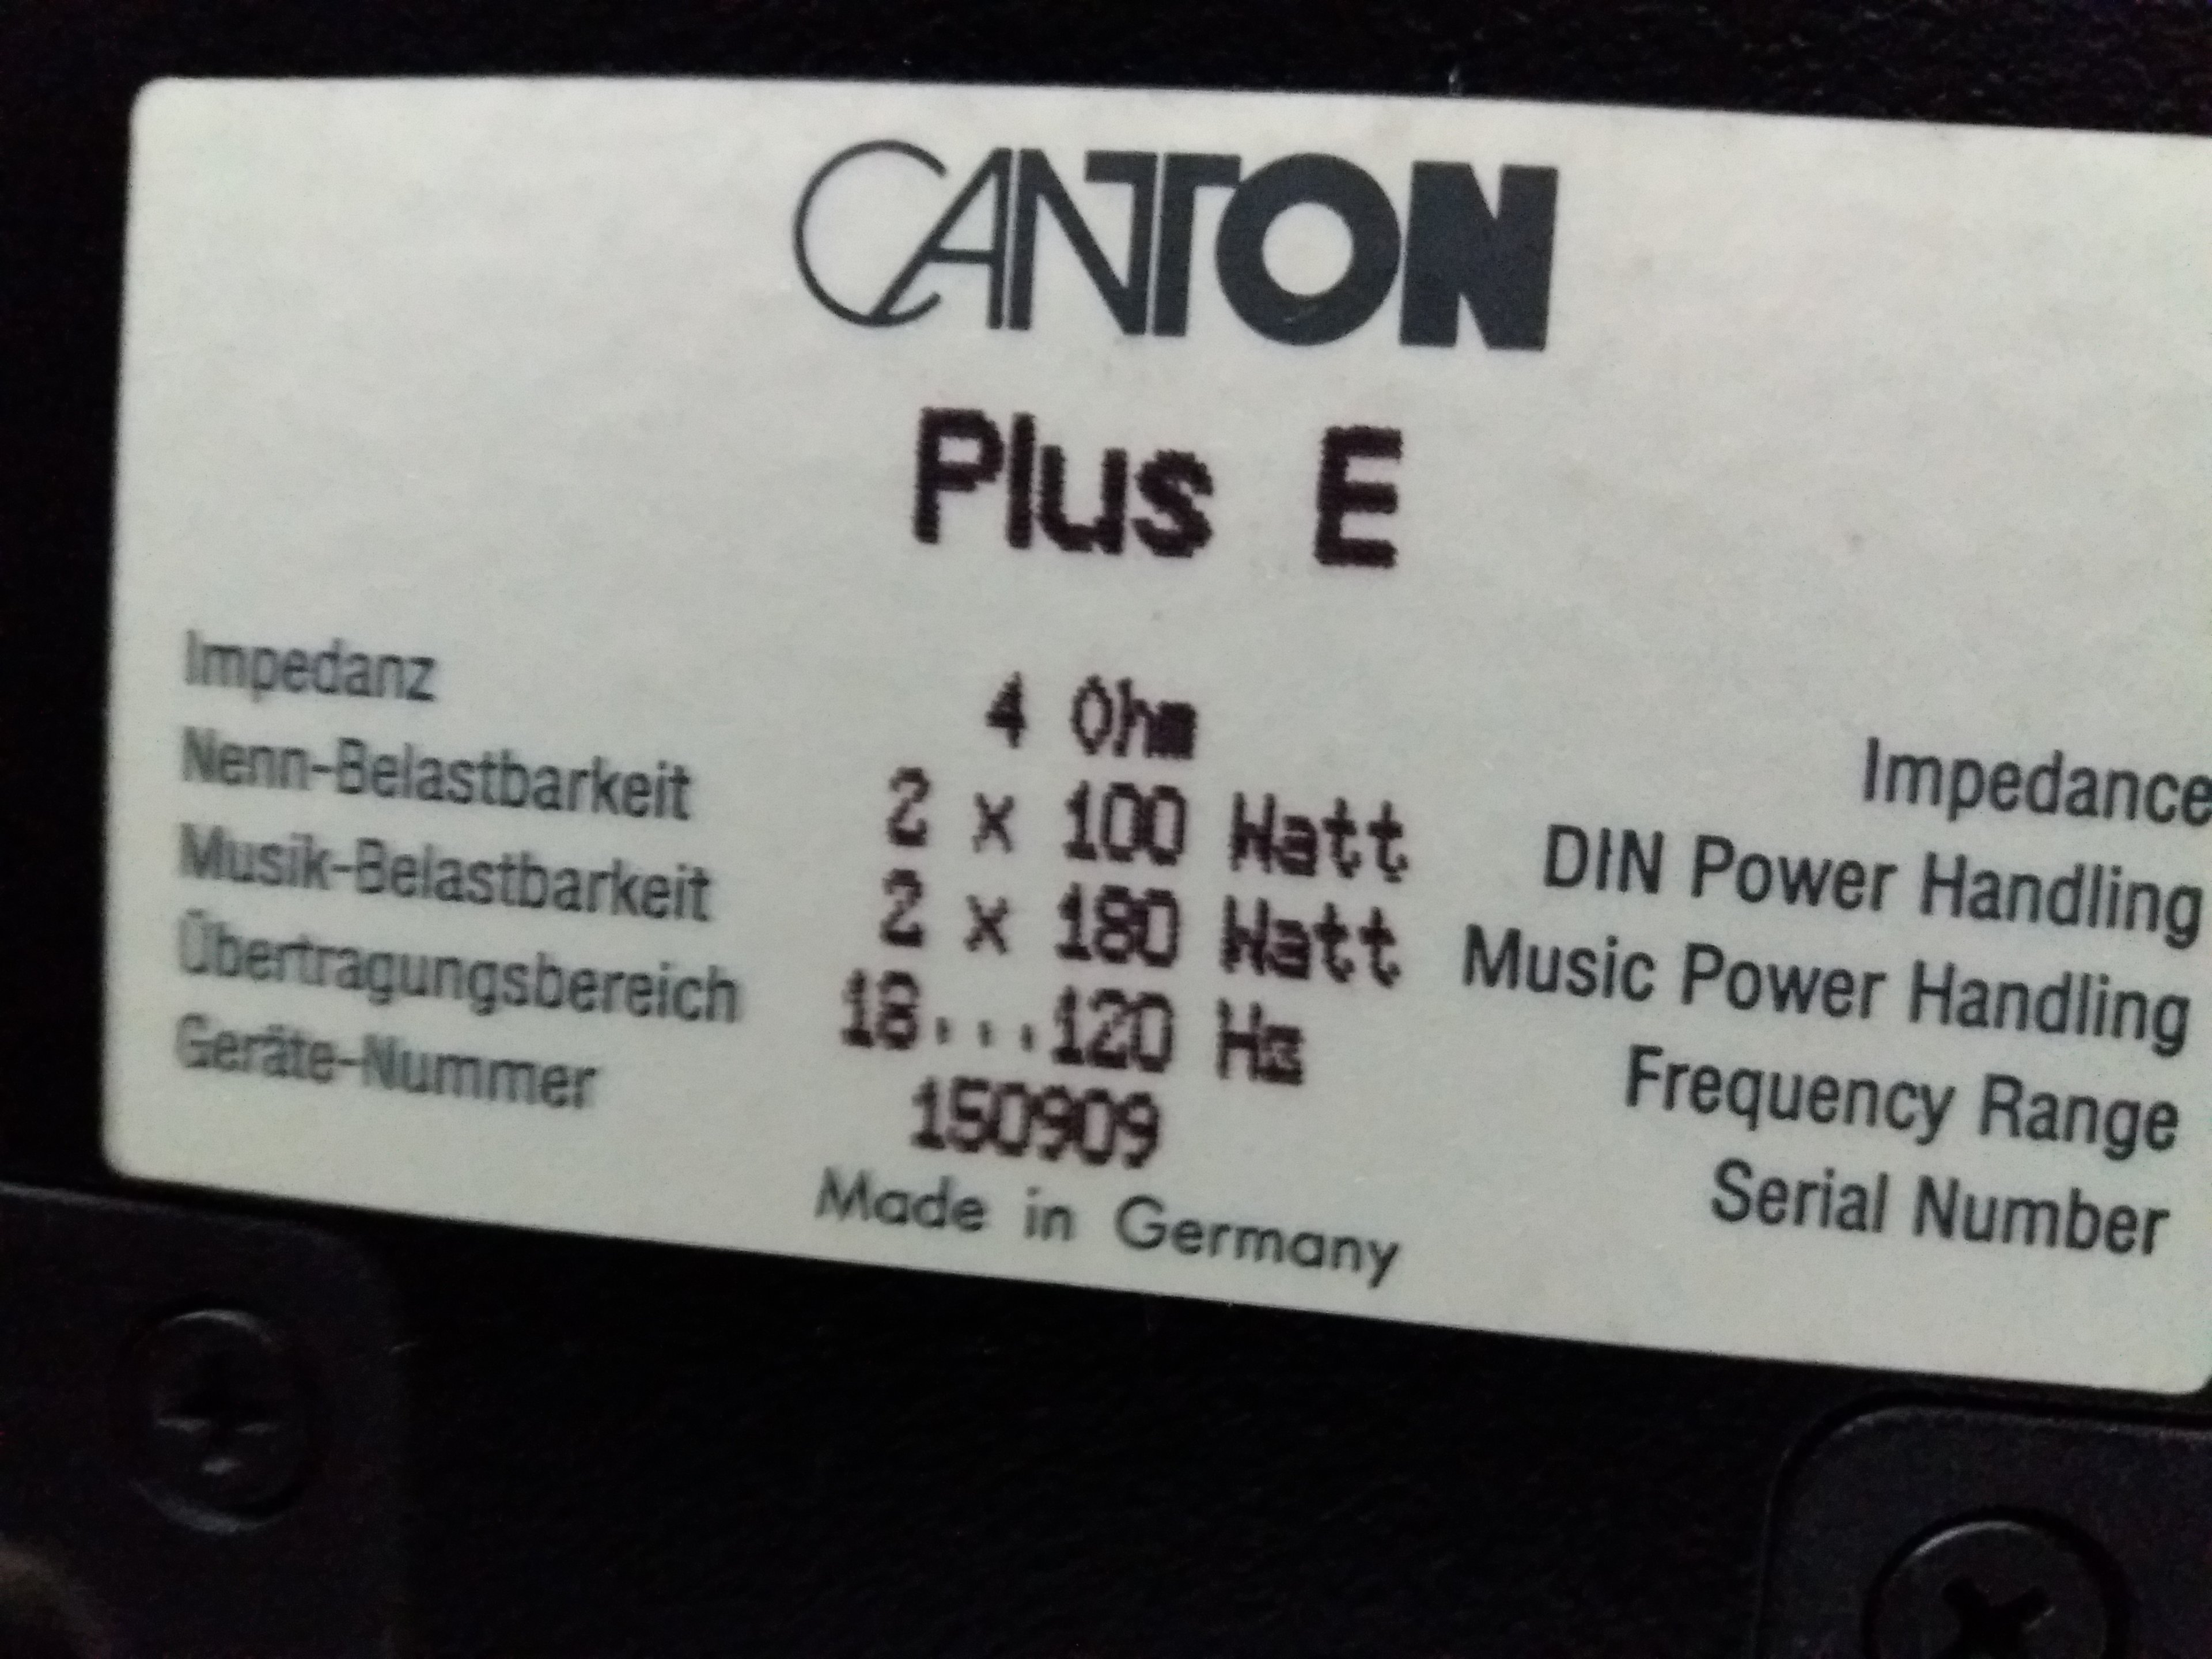 CANTON
Plus E
Impedanz 4 Ohm Impedance
Nenn-Belastbarkeit 2 x 100 Watt DIN Power Handling
Musik-Belastbarkeit 2 x 180 Watt Music Power Handling
Übertragungsbereich 18...120 Hz Frequency Range
Geräte-Nummer 150909 Serial Number
Made in Germany